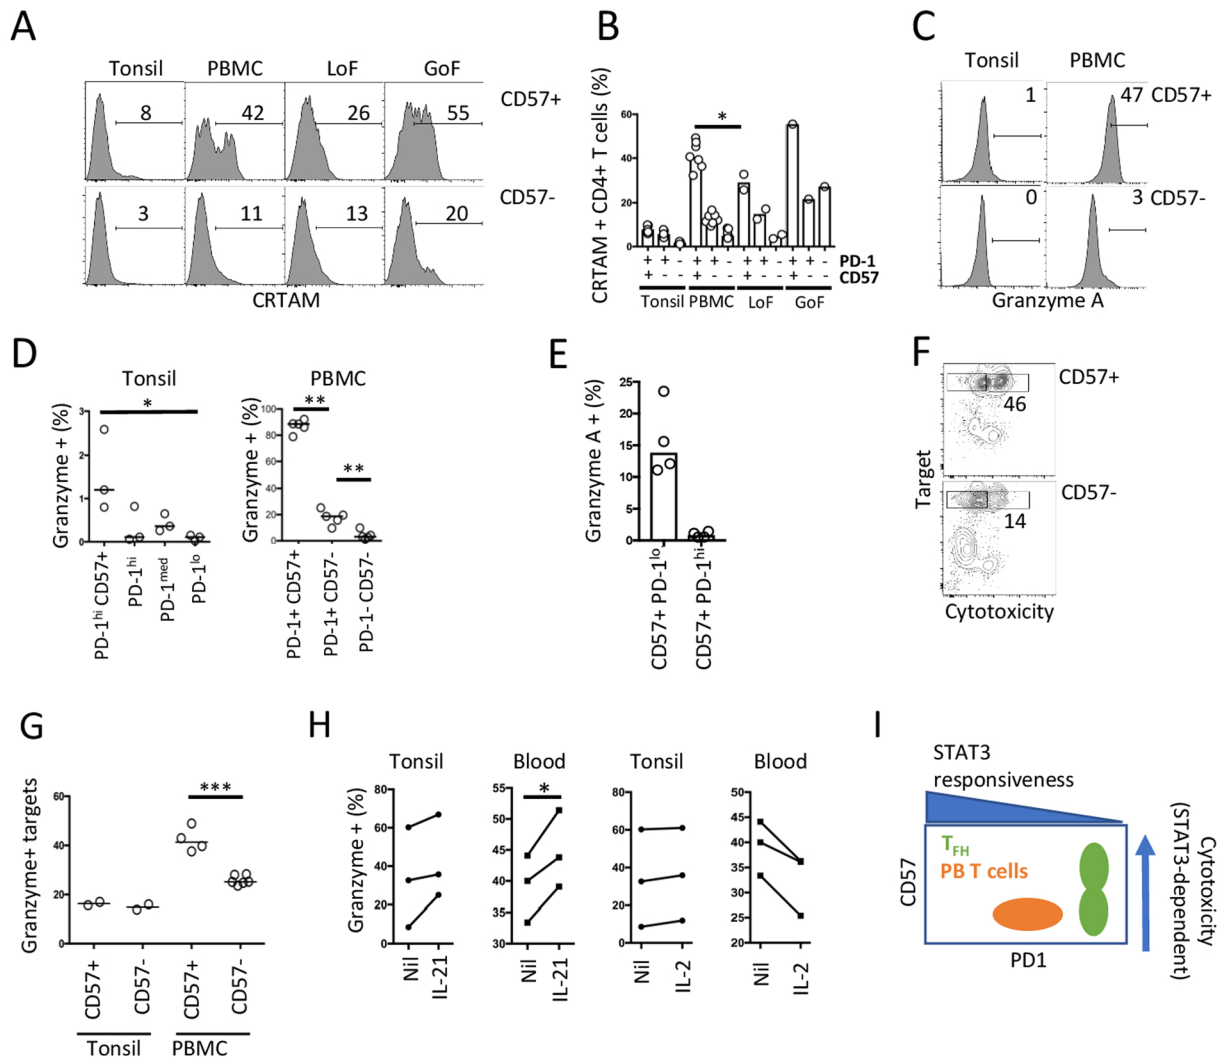 A
Tonsil PBMC LoF GoF
8 42 26 55 CD57+
3 11 13 20 CD57-
CRTAM
B
CRTAM + CD4+ T cells (%)
60
40
20
0
*
+ + - + + - + + - + + - PD-1
+ - - + - - + - - + - - CD57
Tonsil PBMC LoF GoF
C
Tonsil PBMC
1 47 CD57+
0 3 CD57-
Granzyme A
D
Tonsil
Granzyme + (%)
3
2
1
0
*
PD-1hi CD57+
PD-1hi
PD-1med
PD-1lo
PBMC
Granzyme + (%)
100
80
60
40
20
0
**
**
PD-1+ CD57+
PD-1+ CD57-
PD-1- CD57-
E
Granzyme A + (%)
25
20
15
10
5
0
CD57+ PD-1lo
CD57+ PD-1hi
F
Target
46 CD57+
14 CD57-
Cytotoxicity
G
Granzyme+ targets
60
40
20
0
***
CD57+
CD57-
CD57+
CD57-
Tonsil PBMC
H
Granzyme + (%)
Tonsil
80
60
40
20
0
Nil
IL-21
Blood
55
50
45
40
35
30
*
Nil
IL-21
Tonsil
80
60
40
20
0
Nil
IL-2
Blood
50
45
40
35
30
25
20
Nil
IL-2
I
STAT3
responsiveness
TFH
PB T cells
CD57
PD1
Cytotoxicity
(STAT3-dependent)